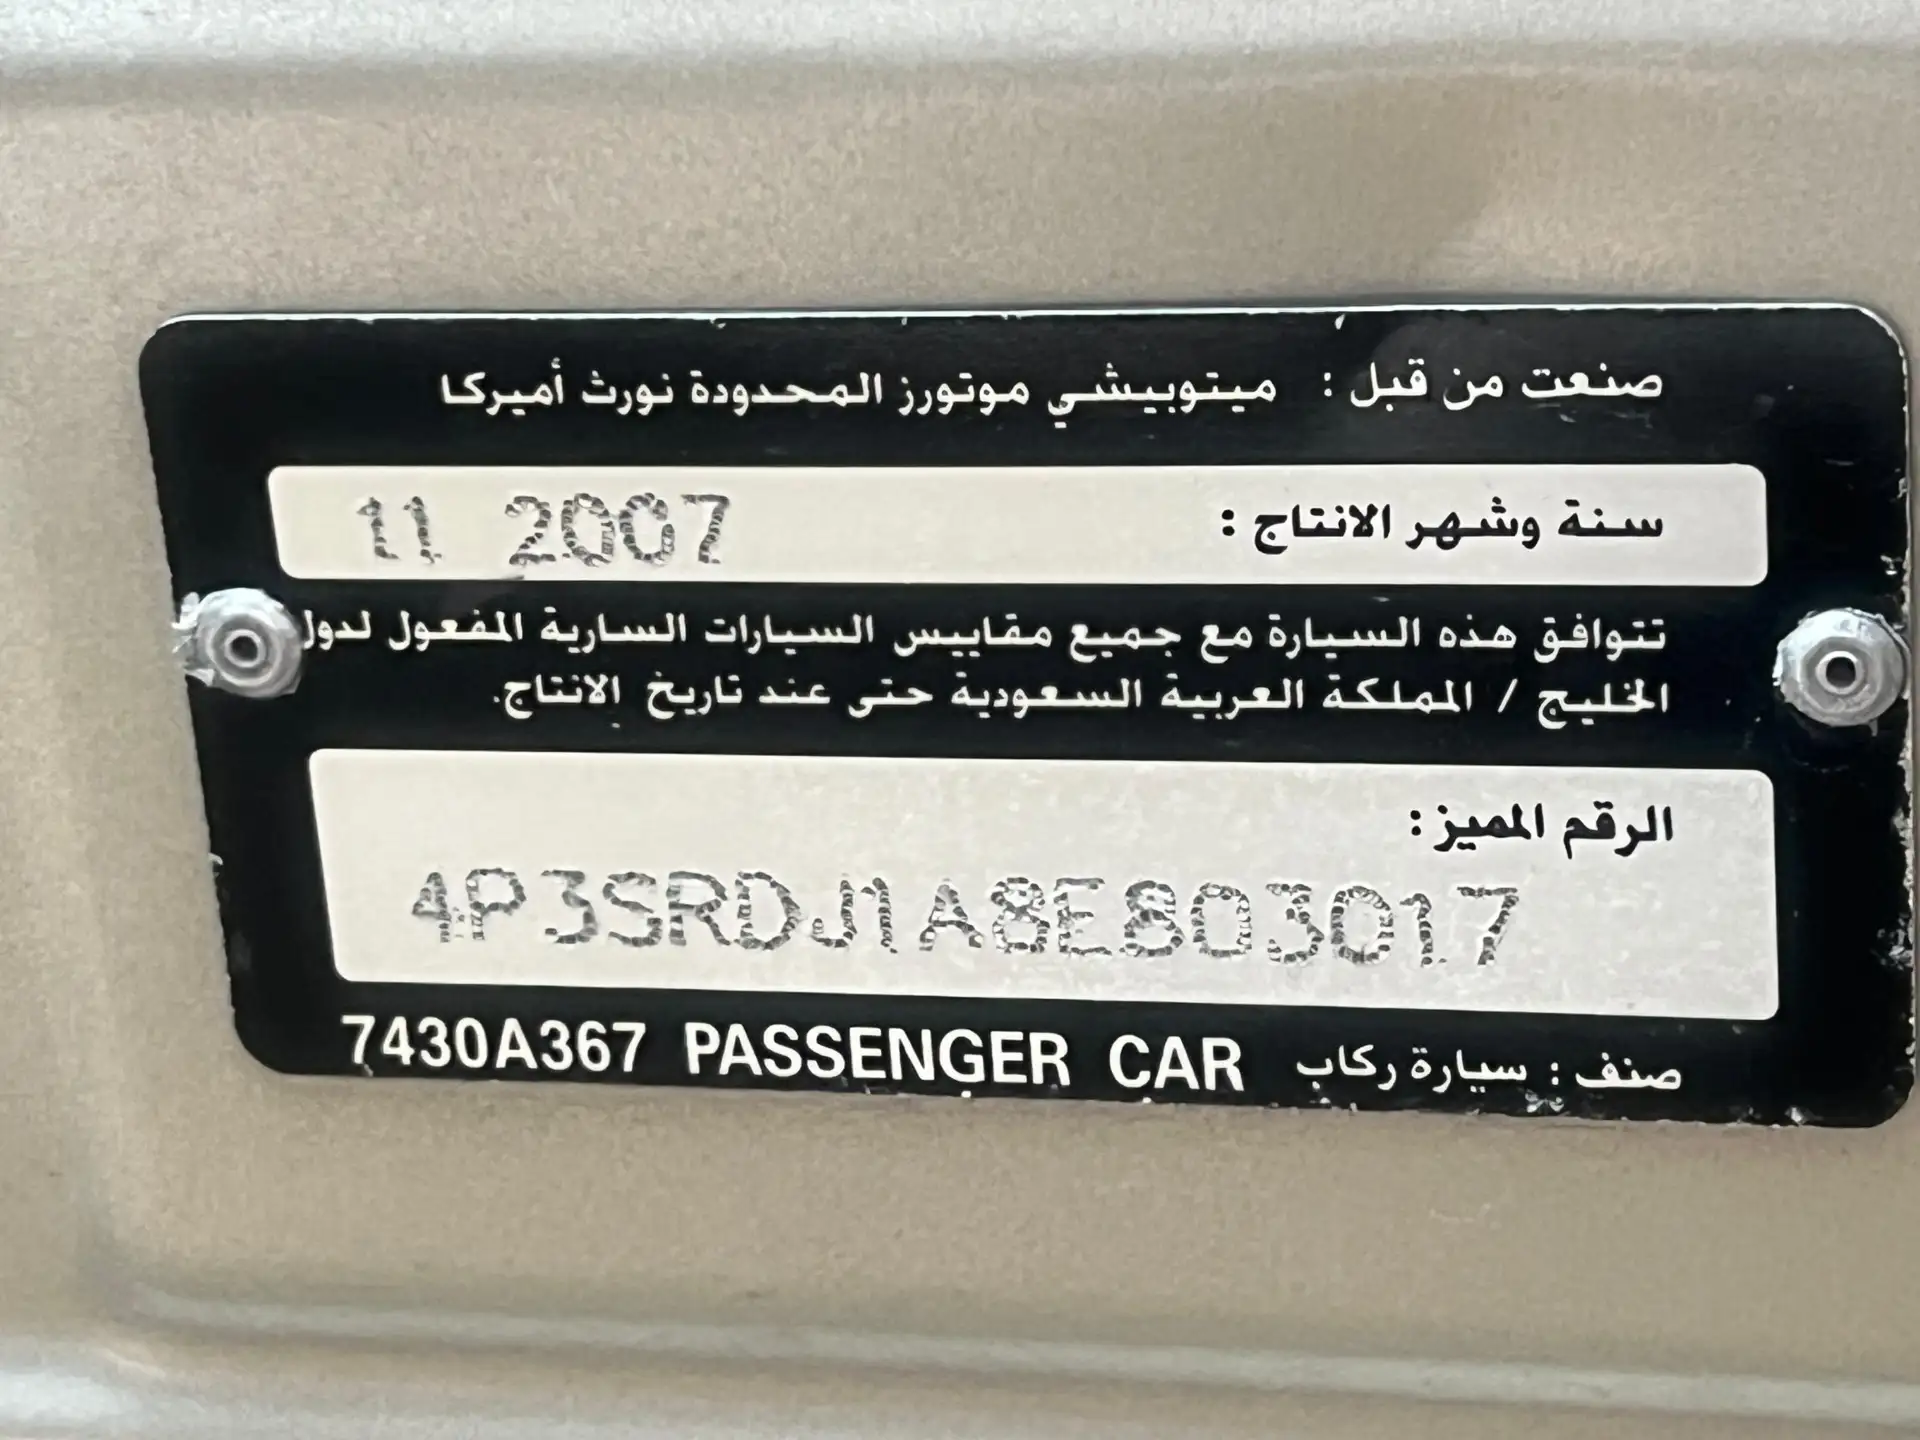 صنعت من قبل : ميتوبيشي موتورز المحدودة نورث أميركا
سنة وشهر الانتاج : 11 2007
تتوافق هذه السيارة مع جميع مقاييس السيارات السارية المفعول لدول
الخليج / المملكة العربية السعودية حتى عند تاريخ الانتاج.
الرقم المميز:
4P3SRDJ1A8E803017
صنف : سيارة ركاب 7430A367 PASSENGER CAR